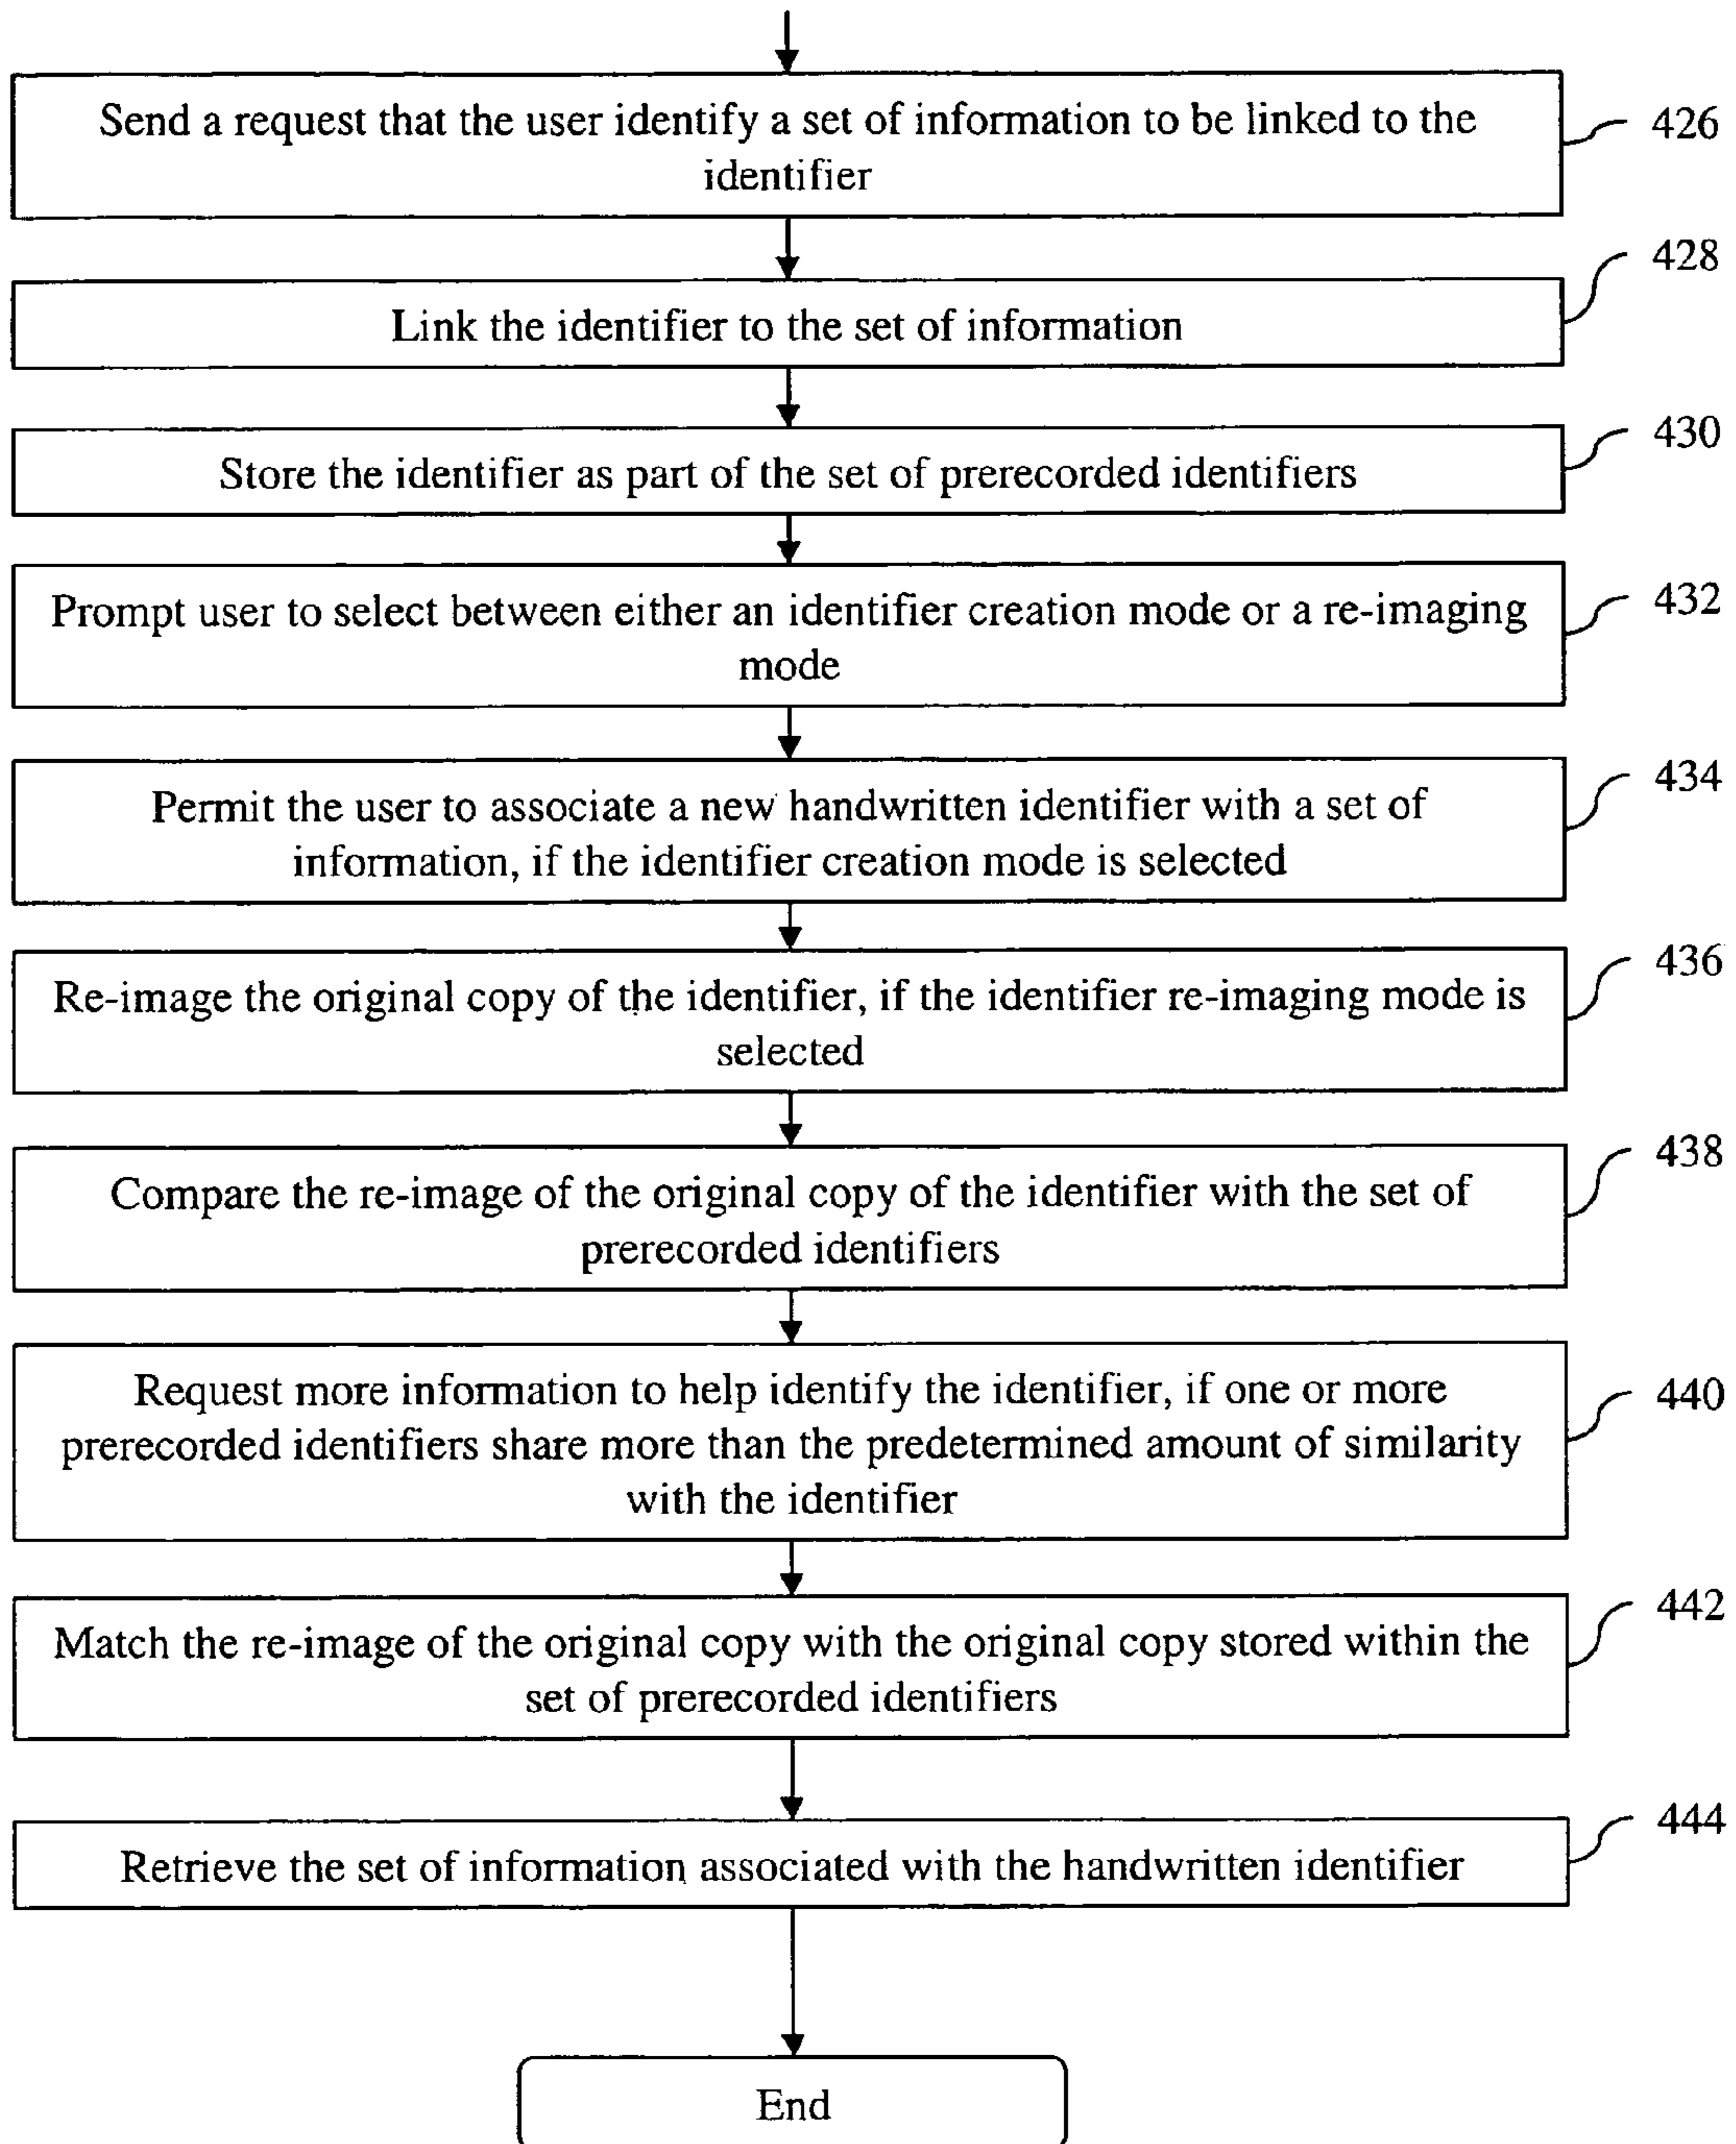 Send a request that the user identify a set of information to be linked to the
identifier
426
Link the identifier to the set of information
428
Store the identifier as part of the set of prerecorded identifiers
430
Prompt user to select between either an identifier creation mode or a re-imaging
mode
432
Permit the user to associate a new handwritten identifier with a set of
information, if the identifier creation mode is selected
434
Re-image the original copy of the identifier, if the identifier re-imaging mode is
selected
436
Compare the re-image of the original copy of the identifier with the set of
prerecorded identifiers
438
Request more information to help identify the identifier, if one or more
prerecorded identifiers share more than the predetermined amount of similarity
with the identifier
440
Match the re-image of the original copy with the original copy stored within the
set of prerecorded identifiers
442
Retrieve the set of information associated with the handwritten identifier
444
End